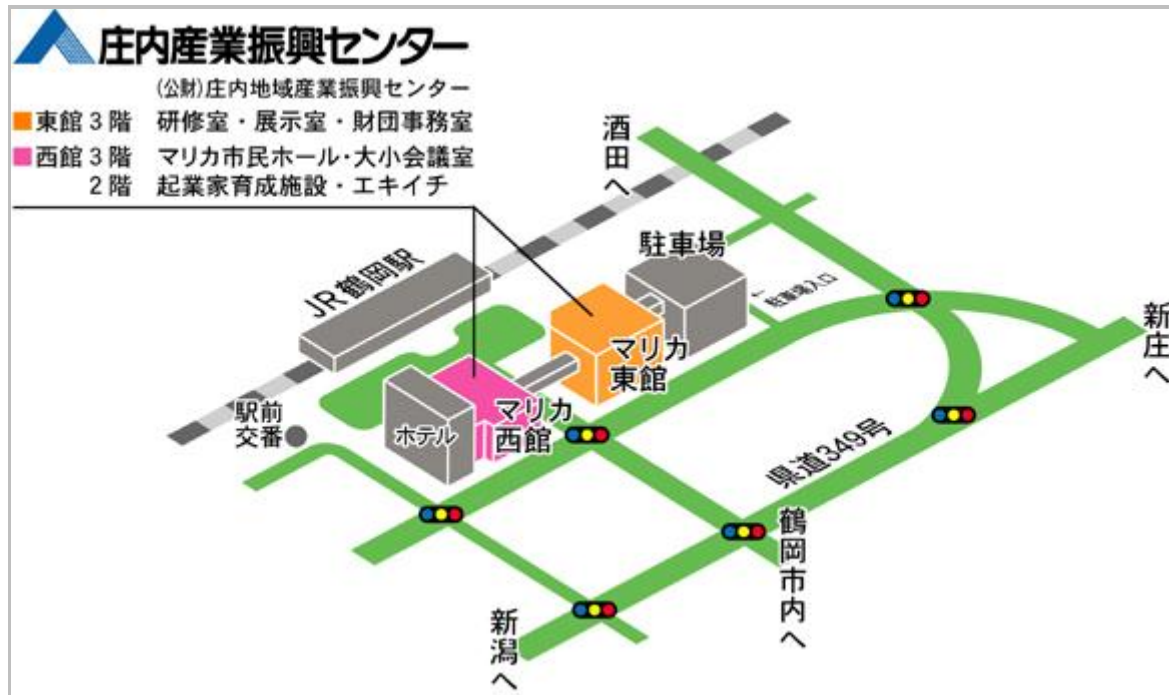 庄内産業振興センター
(公財)庄内地域産業振興センター
東館3階 研修室・展示室・財団事務室
西館3階 マリカ市民ホール・大小会議室
2階 起業家育成施設・エキイチ
酒田へ
駐車場
JR鶴岡駅
←駐車場入口
新庄へ
マリカ
東館
駅前
交番
ホテル
マリカ
西館
県道349号
鶴岡市内へ
新潟へ